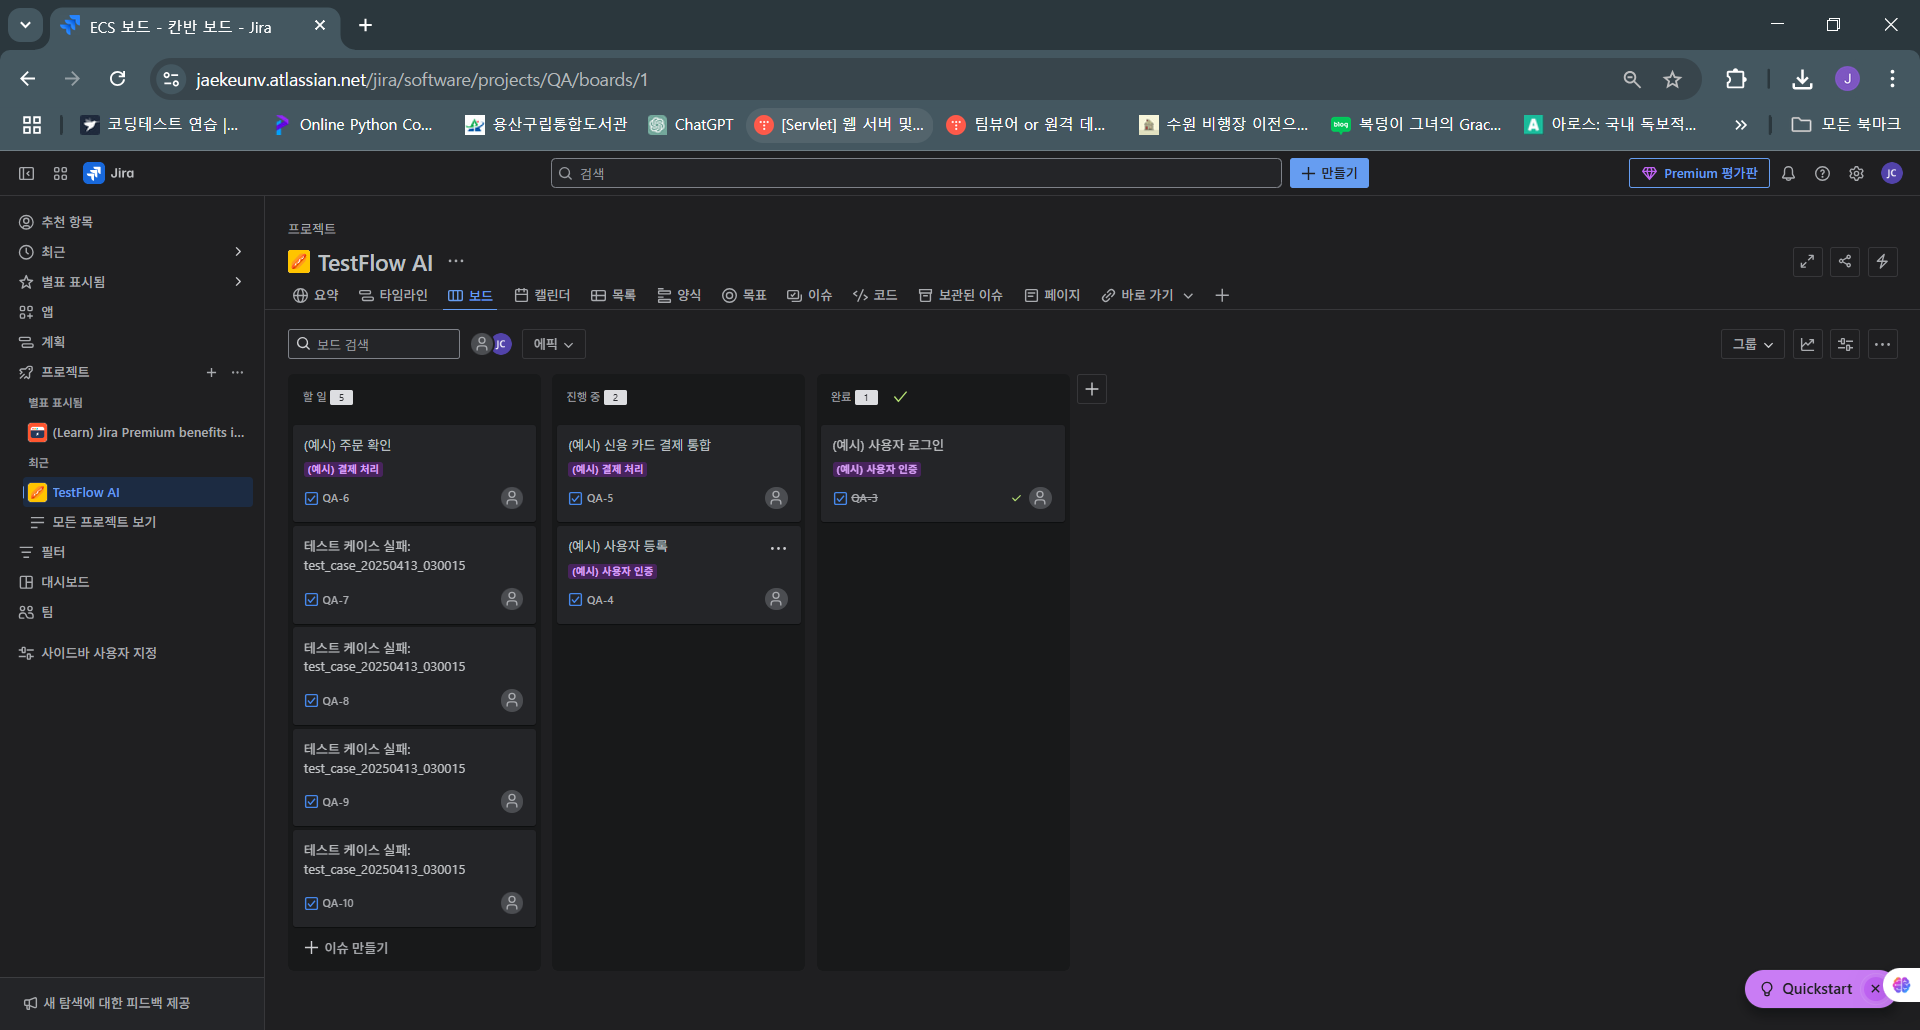 ECS 보드 - 칸반 보드 - Jira
jaekeunv.atlassian.net/jira/software/projects/QA/boards/1
J
코딩테스트 연습 |...
Online Python Co...
용산구립통합도서관
ChatGPT
[Servlet] 웹 서버 및...
팀뷰어 or 원격 데...
수원 비행장 이전으...
blog
복덩이 그녀의 Grac...
A
아로스: 국내 독보적...
모든 북마크
Jira
검색
만들기
Premium 평가판
JC
추천 항목
최근
별표 표시됨
앱
계획
프로젝트
별표 표시됨
(Learn) Jira Premium benefits i...
최근
TestFlow AI
모든 프로젝트 보기
필터
대시보드
팀
사이드바 사용자 지정
새 탐색에 대한 피드백 제공
프로젝트
TestFlow AI
요약
타임라인
보드
캘린더
목록
양식
목표
이슈
코드
보관된 이슈
페이지
바로 가기
보드 검색
JC
에픽
그룹
할 일 5
(예시) 주문 확인
(예시) 결제 처리
QA-6
테스트 케이스 실패:
test_case_20250413_030015
QA-7
테스트 케이스 실패:
test_case_20250413_030015
QA-8
테스트 케이스 실패:
test_case_20250413_030015
QA-9
테스트 케이스 실패:
test_case_20250413_030015
QA-10
이슈 만들기
진행 중 2
(예시) 신용 카드 결제 통합
(예시) 결제 처리
QA-5
(예시) 사용자 등록
(예시) 사용자 인증
QA-4
완료 1
(예시) 사용자 로그인
(예시) 사용자 인증
QA-3
Quickstart